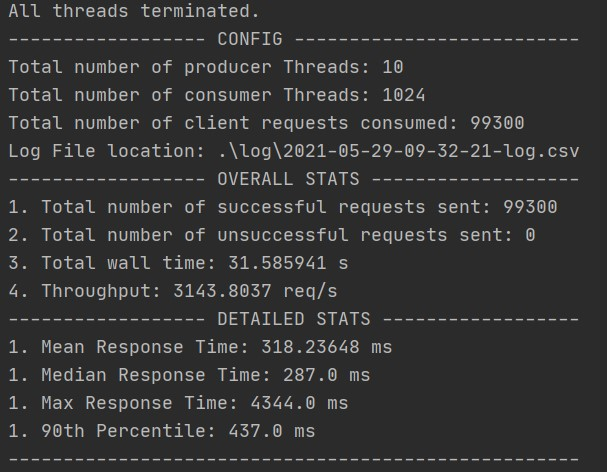 All threads terminated.
------------------ CONFIG --------------------------
Total number of producer Threads: 10
Total number of consumer Threads: 1024
Total number of client requests consumed: 99300
Log File location: .\log\2021-05-29-09-32-21-log.csv
------------------ OVERALL STATS -------------------
1. Total number of successful requests sent: 99300
2. Total number of unsuccessful requests sent: 0
3. Total wall time: 31.585941 s
4. Throughput: 3143.8037 req/s
------------------ DETAILED STATS ------------------
1. Mean Response Time: 318.23648 ms
1. Median Response Time: 287.0 ms
1. Max Response Time: 4344.0 ms
1. 90th Percentile: 437.0 ms
----------------------------------------------------